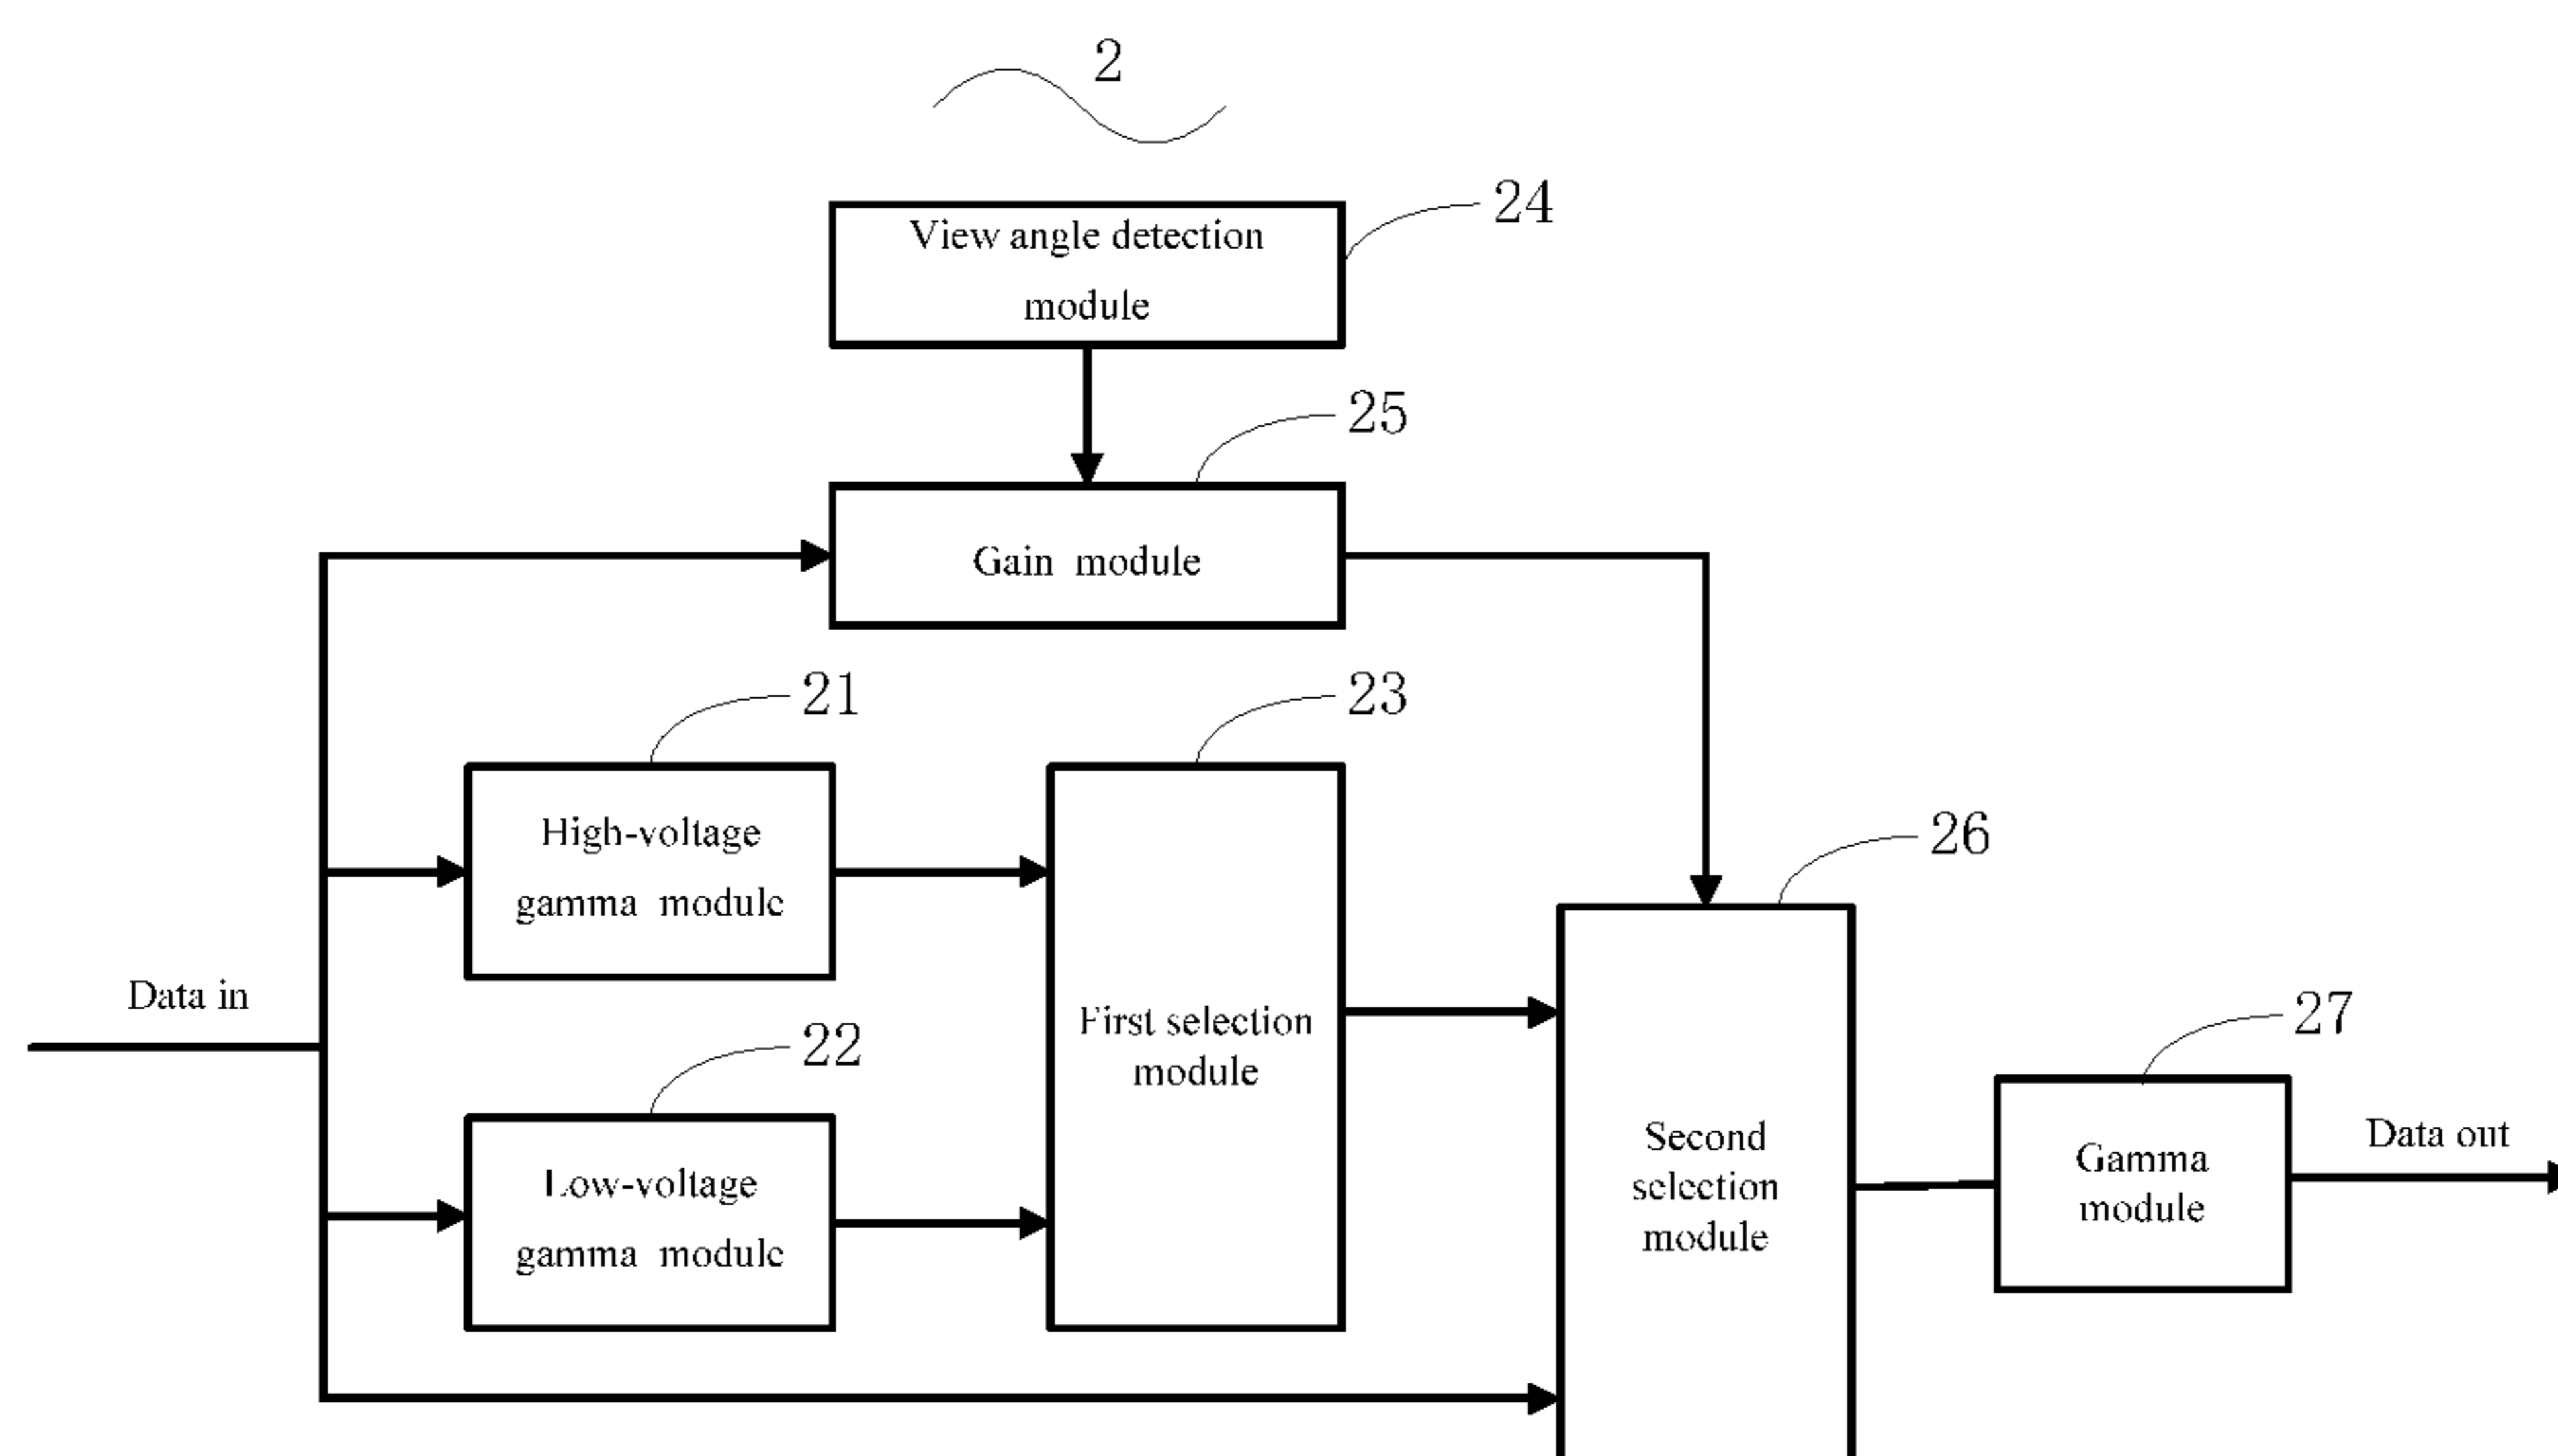 2
24
View angle detection
module
25
Gain module
21
23
High-voltage
gamma module
26
Data in
22
First selection
module
27
Low-voltage
gamma module
Second
selection
module
Gamma
module
Data out